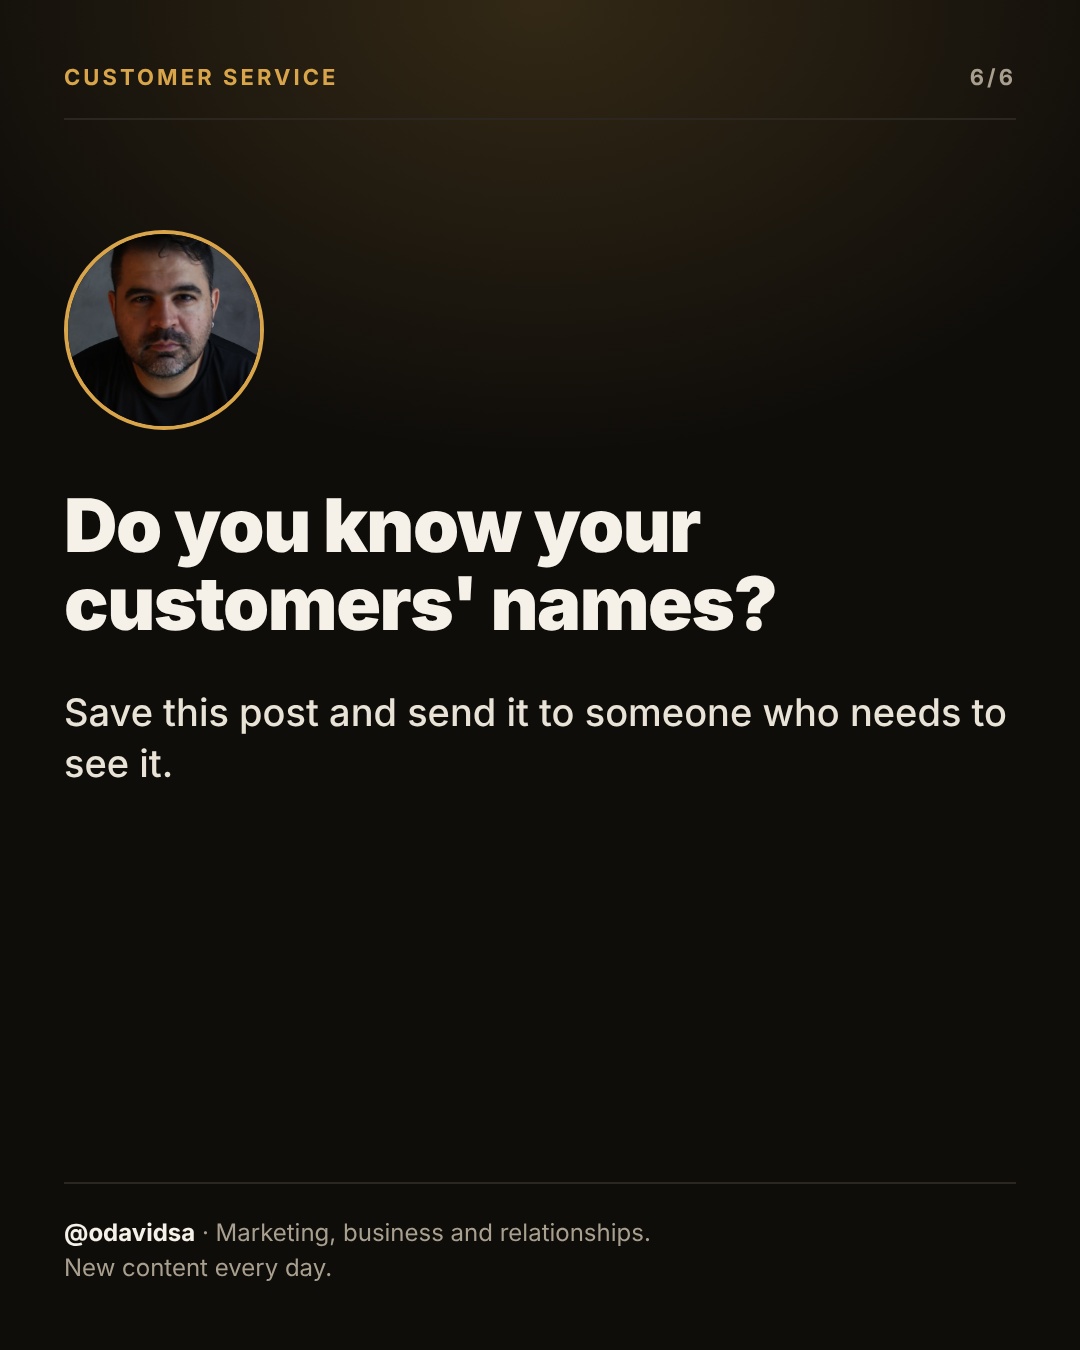 CUSTOMER SERVICE
6/6
Do you know your
customers' names?
Save this post and send it to someone who needs to
see it.
@odavidsa · Marketing, business and relationships.
New content every day.